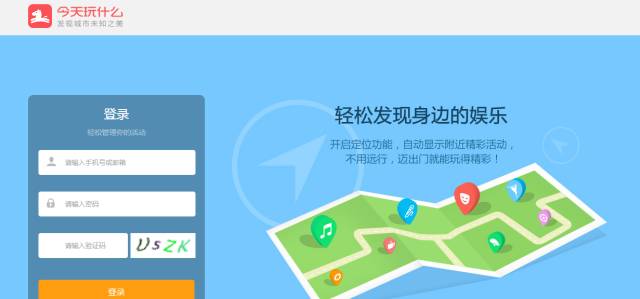 今天玩什么
发现城市未知之美
登录
轻松管理你的活动
请输入手机号或邮箱
请输入密码
请输入验证码
U5ZK
登录
轻松发现身边的娱乐
开启定位功能，自动显示附近精彩活动，
不用远行，迈出门就能玩得精彩！